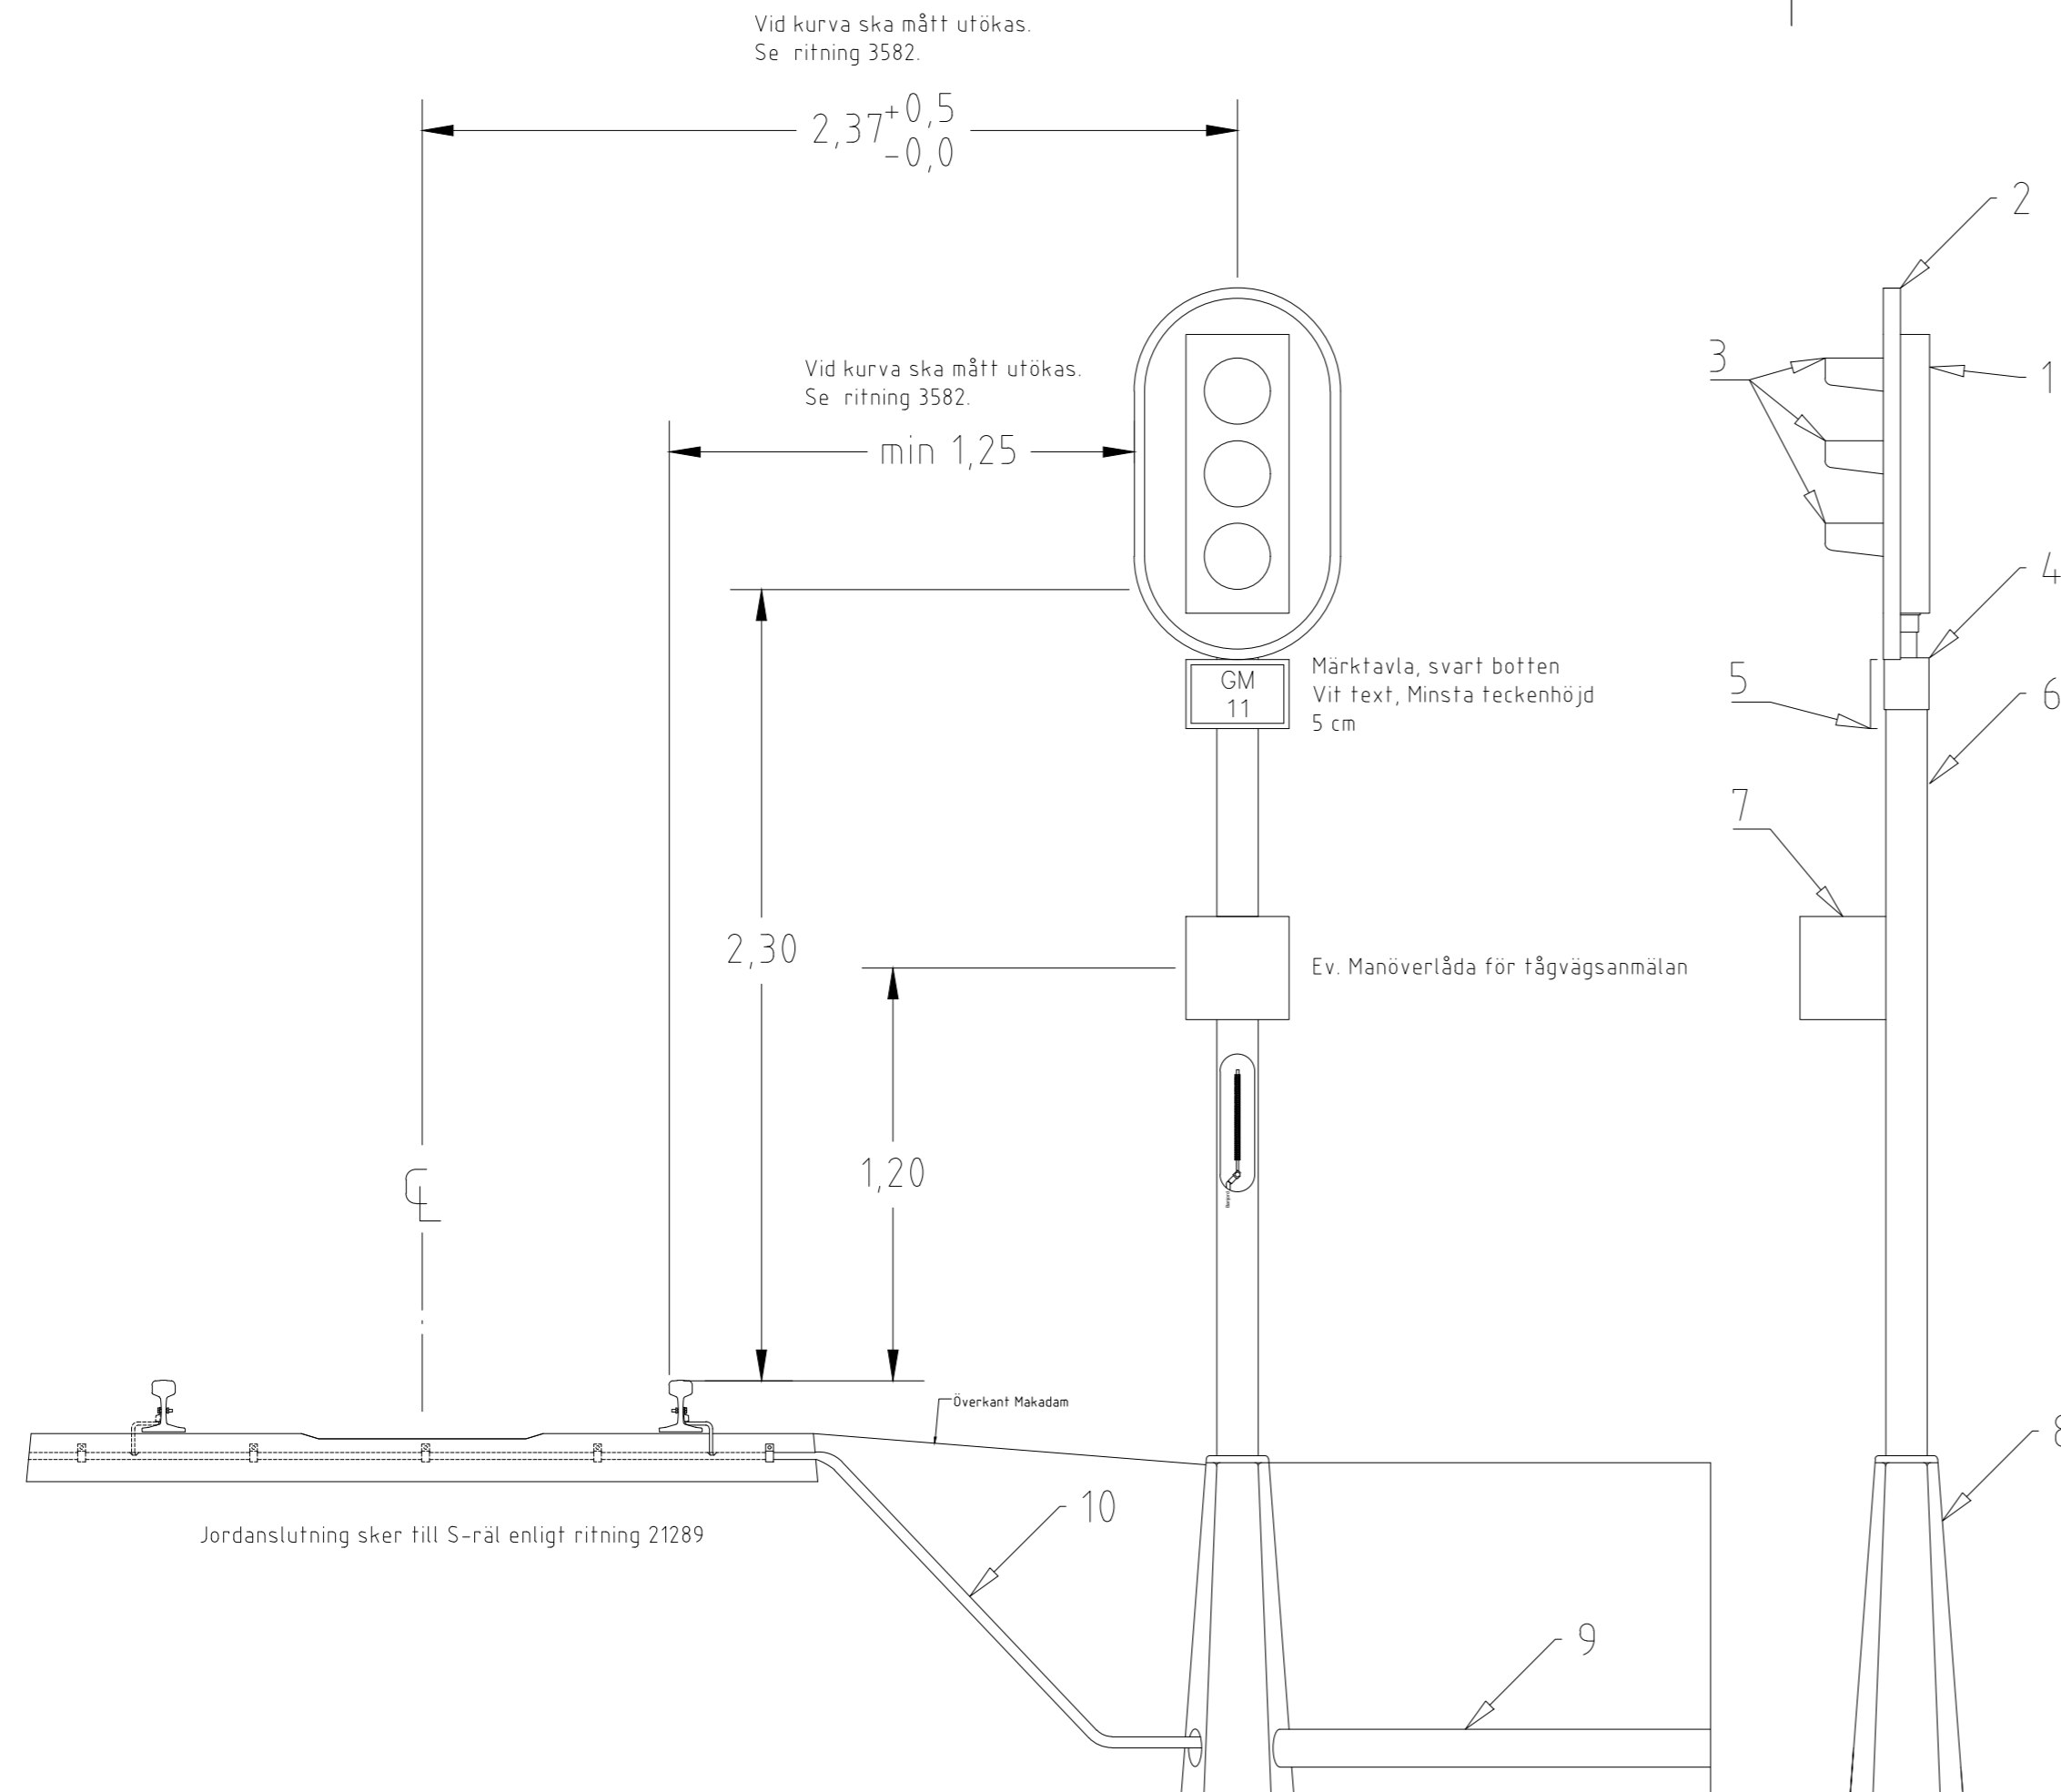 Vid kurva ska mått utökas.
Se ritning 3582.
2,37 +0,5
-0,0
2
3
1
Vid kurva ska mått utökas.
Se ritning 3582.
min 1,25
4
GM
11
Märktavla, svart botten
Vit text, Minsta teckenhöjd
5 cm
5
6
7
2,30
Ev. Manöverlåda för tågvägsanmälan
1,20
Överkant Makadam
8
Jordanslutning sker till S-räl enligt ritning 21289
10
9